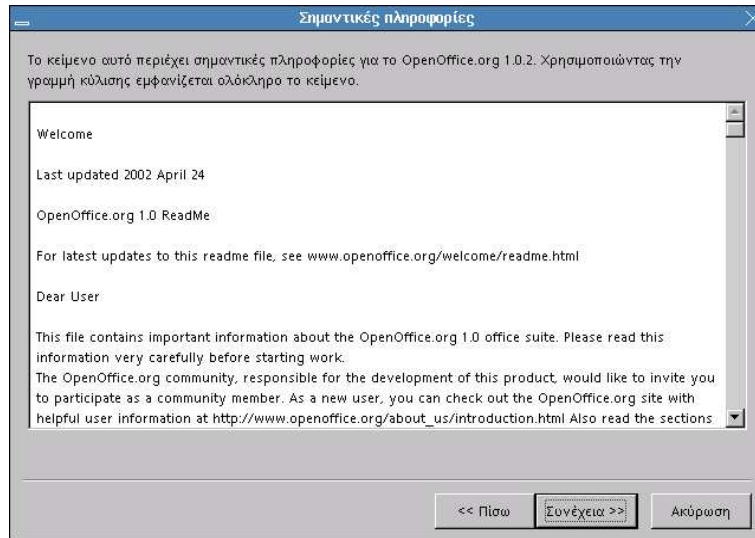 Σημαντικές πληροφορίες
Το κείμενο αυτό περιέχει σημαντικές πληροφορίες για το OpenOffice.org 1.0.2. Χρησιμοποιώντας την
γραμμή κύλισης εμφανίζεται ολόκληρο το κείμενο.
Welcome
Last updated 2002 April 24
OpenOffice.org 1.0 ReadMe
For latest updates to this readme file, see www.openoffice.org/welcome/readme.html
Dear User
This file contains important information about the OpenOffice.org 1.0 office suite. Please read this
information very carefully before starting work.
The OpenOffice.org community, responsible for the development of this product, would like to invite you
to participate as a community member. As a new user, you can check out the OpenOffice.org site with
helpful user information at http://www.openoffice.org/about_us/introduction.html Also read the sections
<< Πίσω
Συνέχεια >>
Ακύρωση